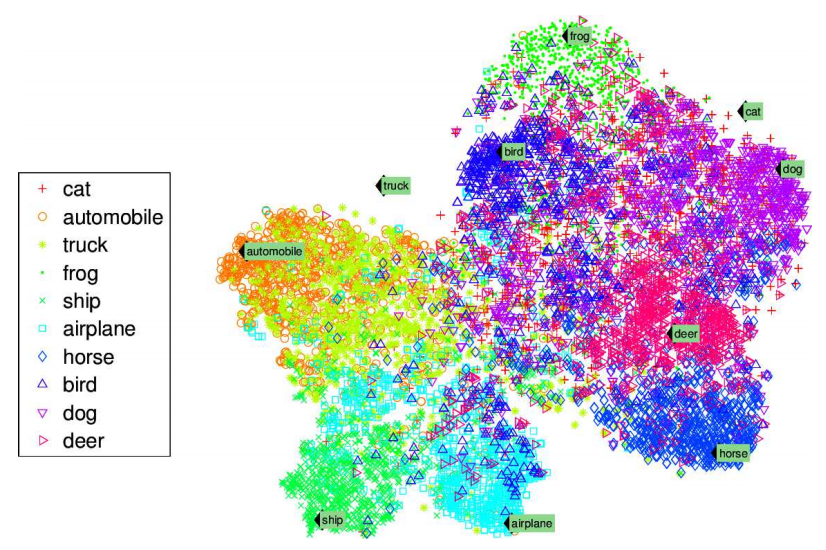 frog
cat
bird
dog
truck
cat
automobile
truck
frog
ship
airplane
horse
bird
dog
deer
automobile
deer
horse
ship
airplane